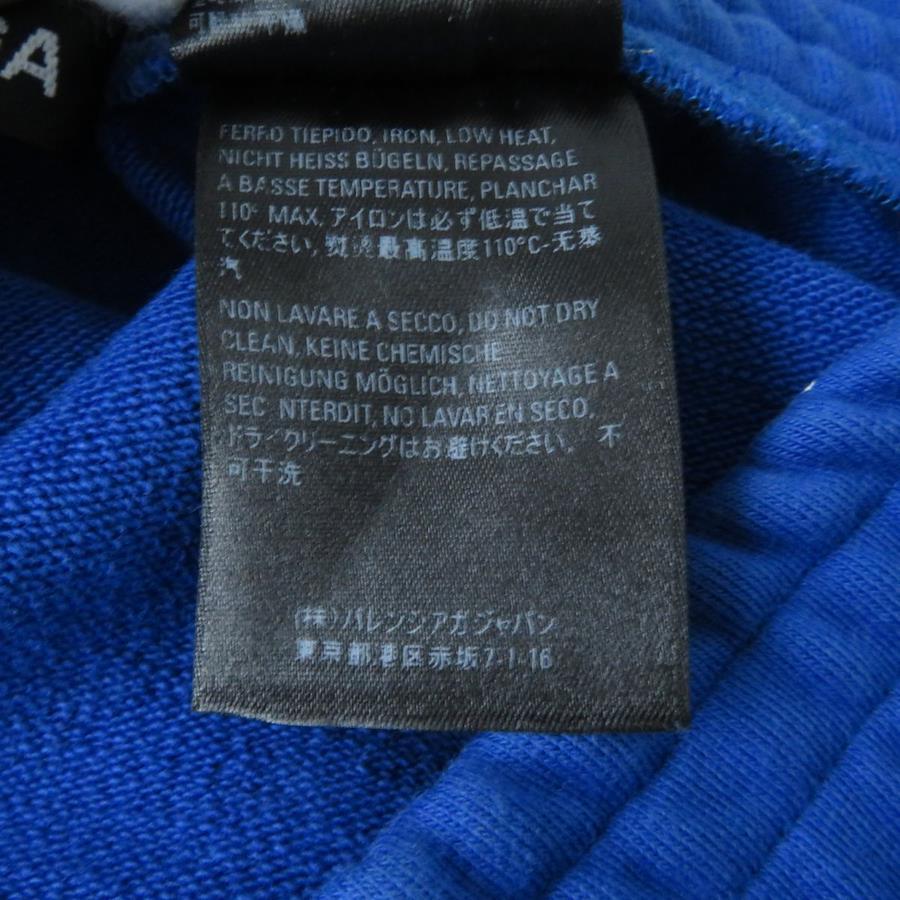 GA
FERRO TIEPIDO, IRON, LOW HEAT,
NICHT HEISS BÜGELN, REPASSAGE
A BASSE TEMPERATURE, PLANCHAR
110° MAX, アイロンは必ず低温で当て
てください, 熨烫最高温度110°C-无蒸
汽
NON LAVARE A SECCO, DO NOT DRY
CLEAN, KEINE CHEMISCHE
REINIGUNG MÖGLICH, NETTOYAGE A
SEC INTERDIT, NO LAVAR EN SECO,
ドライクリーニングはお避けください。 不
可干洗
(株)バレンシアガジャパン
東京都港区赤坂7-1-16